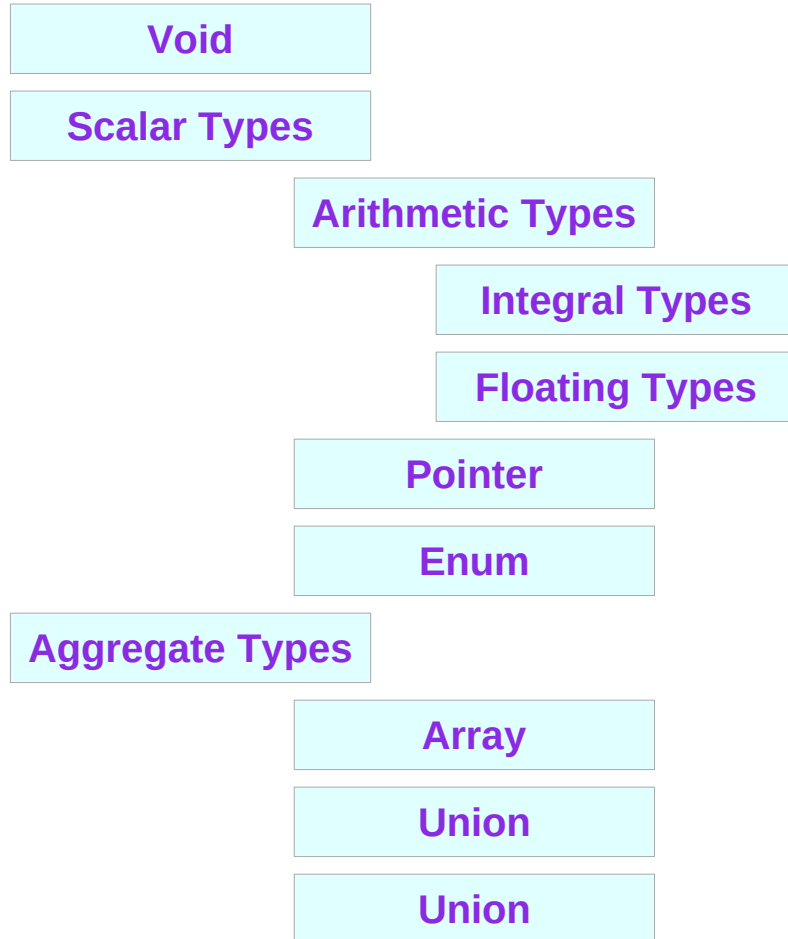 Void
Scalar Types
Arithmetic Types
Integral Types
Floating Types
Pointer
Enum
Aggregate Types
Array
Union
Union